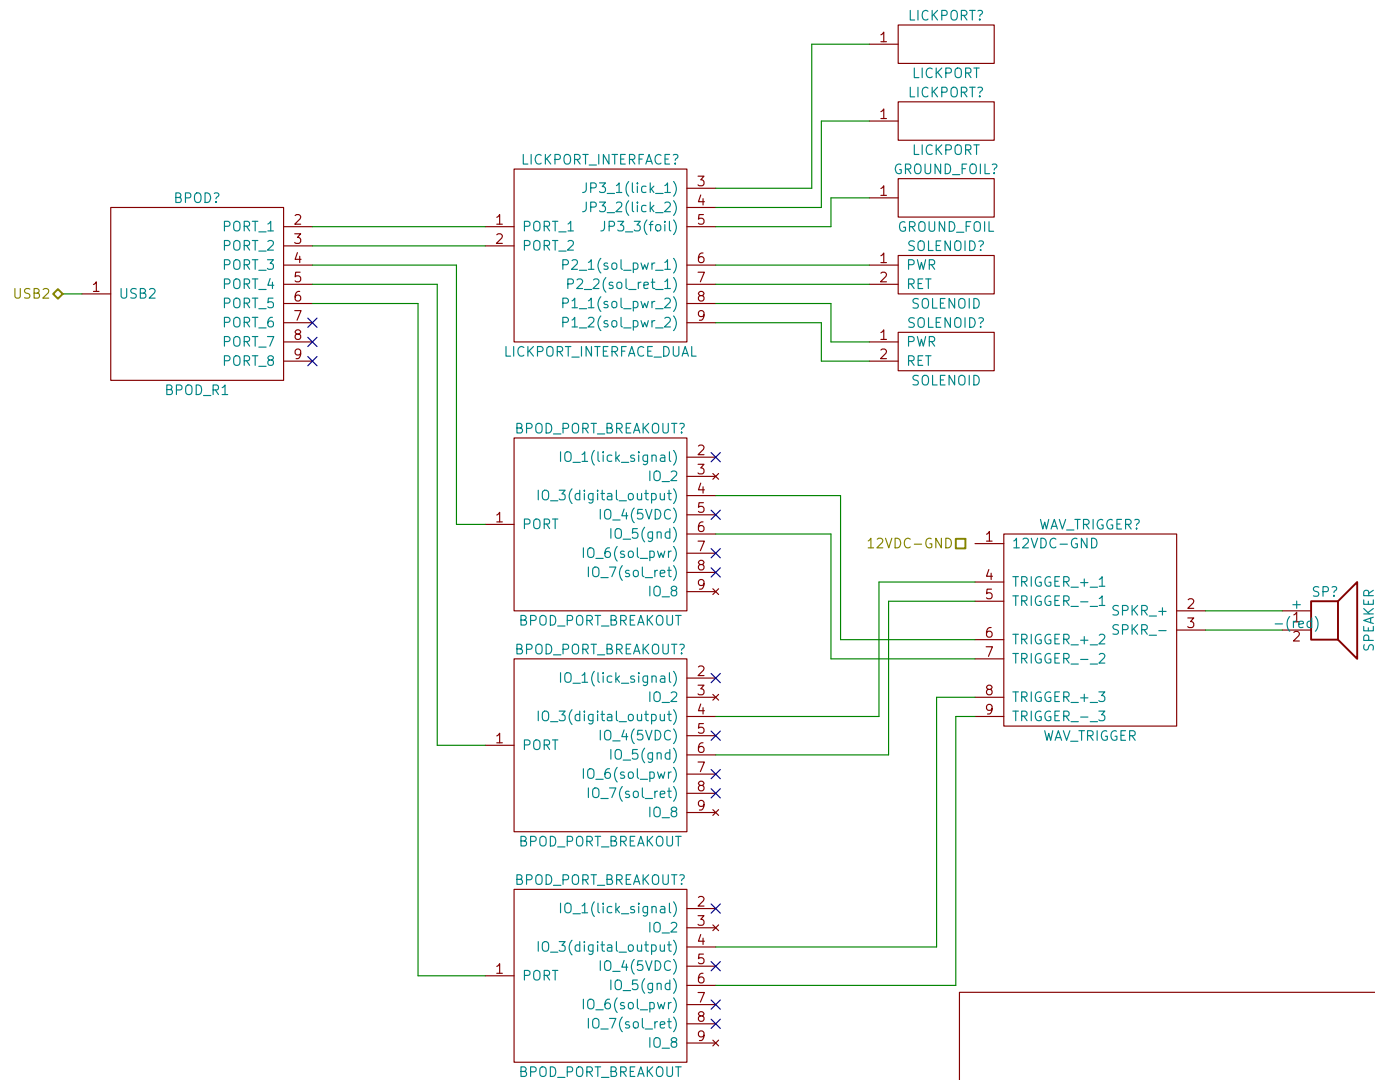 LICKPORT?
1
LICKPORT
LICKPORT?
1
LICKPORT
GROUND_FOIL?
1
GROUND_FOIL
SOLENOID?
1 PWR
2 RET
SOLENOID
SOLENOID?
1 PWR
2 RET
SOLENOID
LICKPORT_INTERFACE?
JP3_1(lick_1) 3
JP3_2(lick_2) 4
1 PORT_1 JP3_3(foil) 5
2 PORT_2
P2_1(sol_pwr_1) 6
P2_2(sol_ret_1) 7
P1_1(sol_pwr_2) 8
P1_2(sol_pwr_2) 9
LICKPORT_INTERFACE_DUAL
BPOD?
PORT_1 2
PORT_2 3
PORT_3 4
PORT_4 5
USB2 1 USB2
PORT_5 6
PORT_6 7
PORT_7 8
PORT_8 9
BPOD_R1
BPOD_PORT_BREAKOUT?
IO_1(lick_signal) 2
IO_2 3
IO_3(digital_output) 4
IO_4(5VDC) 5
1 PORT
IO_5(gnd) 6
IO_6(sol_pwr) 7
IO_7(sol_ret) 8
IO_8 9
BPOD_PORT_BREAKOUT
BPOD_PORT_BREAKOUT?
IO_1(lick_signal) 2
IO_2 3
IO_3(digital_output) 4
IO_4(5VDC) 5
1 PORT
IO_5(gnd) 6
IO_6(sol_pwr) 7
IO_7(sol_ret) 8
IO_8 9
BPOD_PORT_BREAKOUT
BPOD_PORT_BREAKOUT?
IO_1(lick_signal) 2
IO_2 3
IO_3(digital_output) 4
IO_4(5VDC) 5
1 PORT
IO_5(gnd) 6
IO_6(sol_pwr) 7
IO_7(sol_ret) 8
IO_8 9
BPOD_PORT_BREAKOUT
WAV_TRIGGER?
12VDC-GND 1 12VDC-GND
4 TRIGGER_+_1
5 TRIGGER_-_1
SPKR_+ 2
SPKR_- 3
6 TRIGGER_+_2
7 TRIGGER_-_2
8 TRIGGER_+_3
9 TRIGGER_-_3
WAV_TRIGGER
SP?
+
1
-(red)
2
SPEAKER